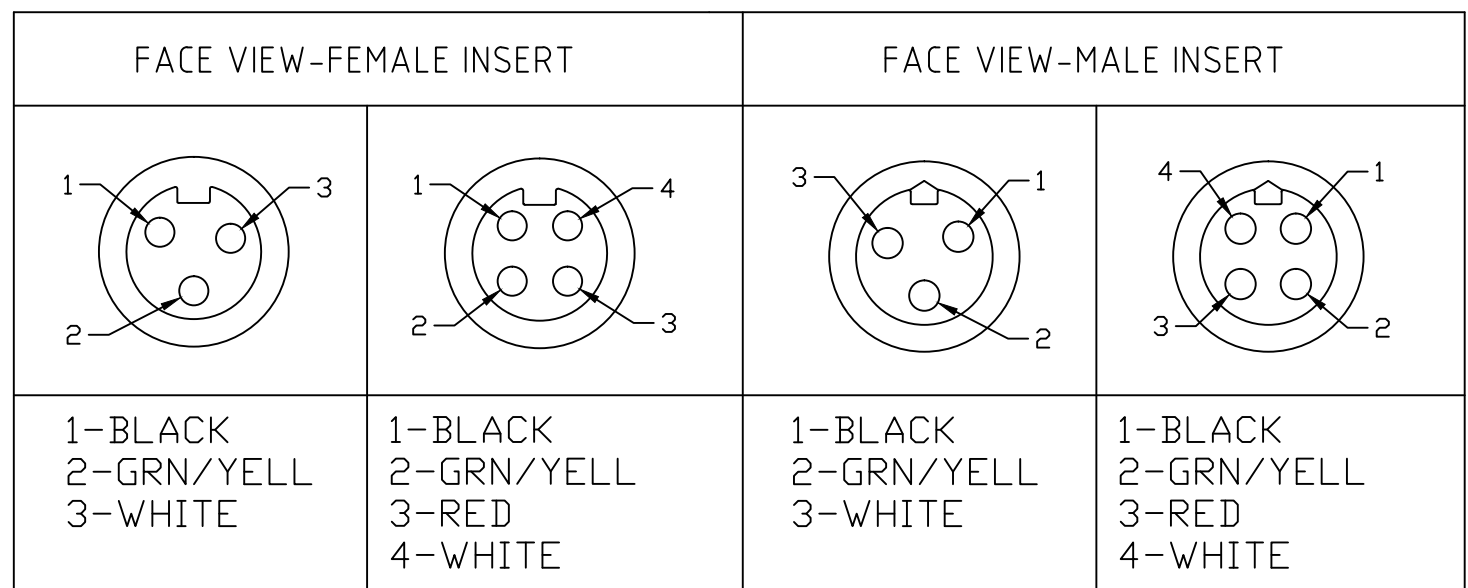 FACE VIEW-FEMALE INSERT
FACE VIEW-MALE INSERT
1
3
2
1
4
2
3
3
1
2
4
1
3
2
1-BLACK
2-GRN/YELL
3-WHITE
1-BLACK
2-GRN/YELL
3-RED
4-WHITE
1-BLACK
2-GRN/YELL
3-WHITE
1-BLACK
2-GRN/YELL
3-RED
4-WHITE